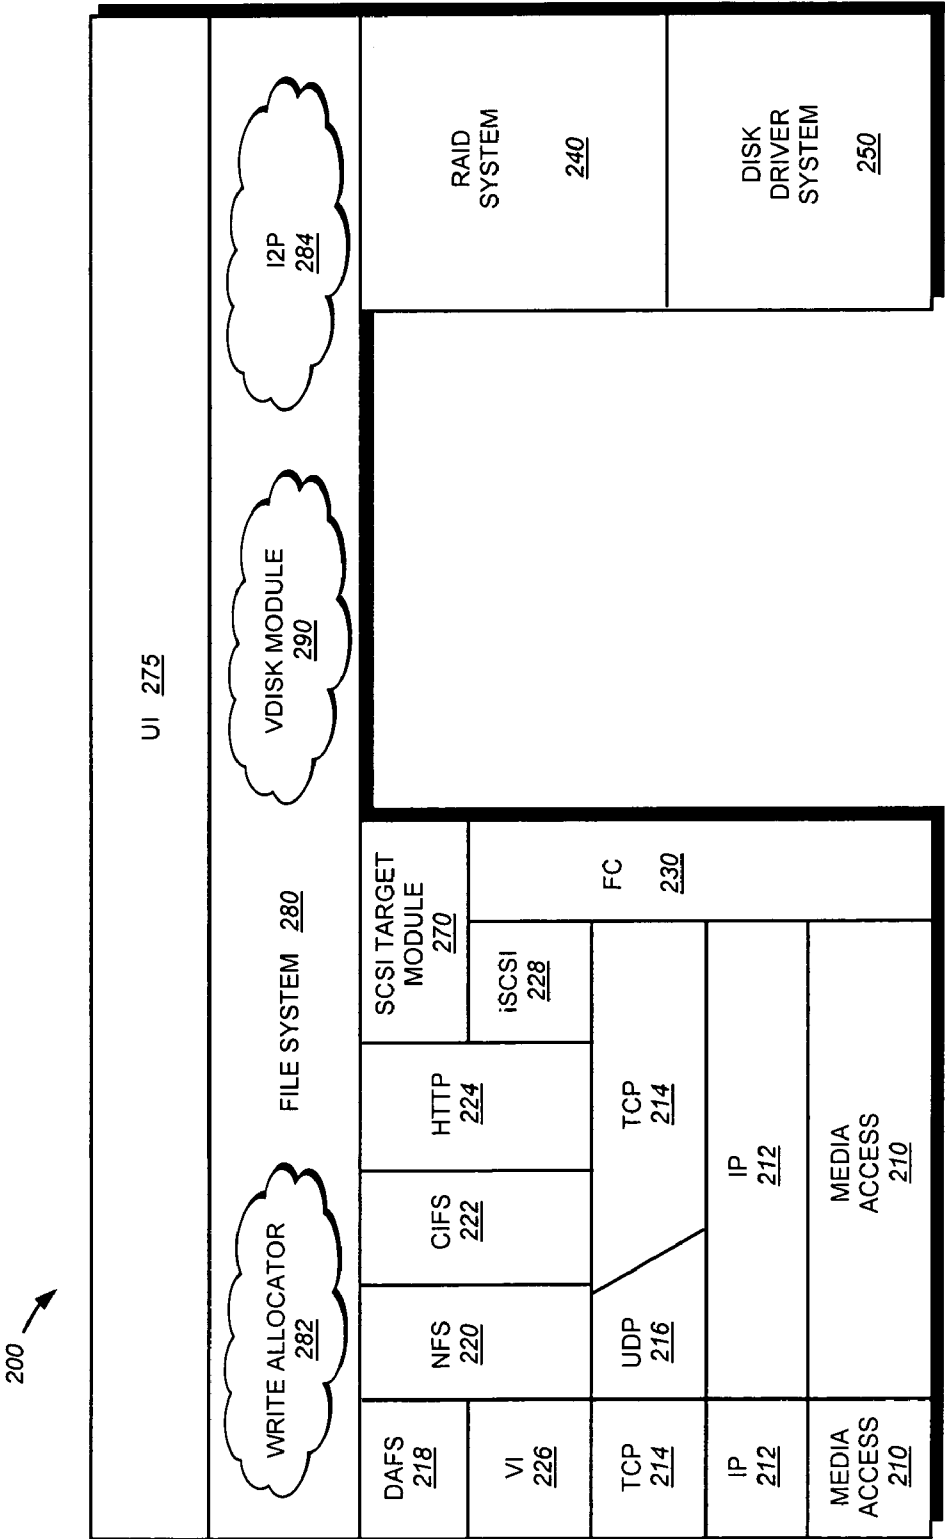 200
UI 275
WRITE ALLOCATOR
282
FILE SYSTEM 280
VDISK MODULE
290
I2P
284
DAFS
218
NFS
220
CIFS
222
HTTP
224
SCSI TARGET
MODULE
270
VI
226
iSCSI
228
FC
230
TCP
214
UDP
216
TCP
214
IP
212
IP
212
MEDIA
ACCESS
210
MEDIA
ACCESS
210
RAID
SYSTEM
240
DISK
DRIVER
SYSTEM
250